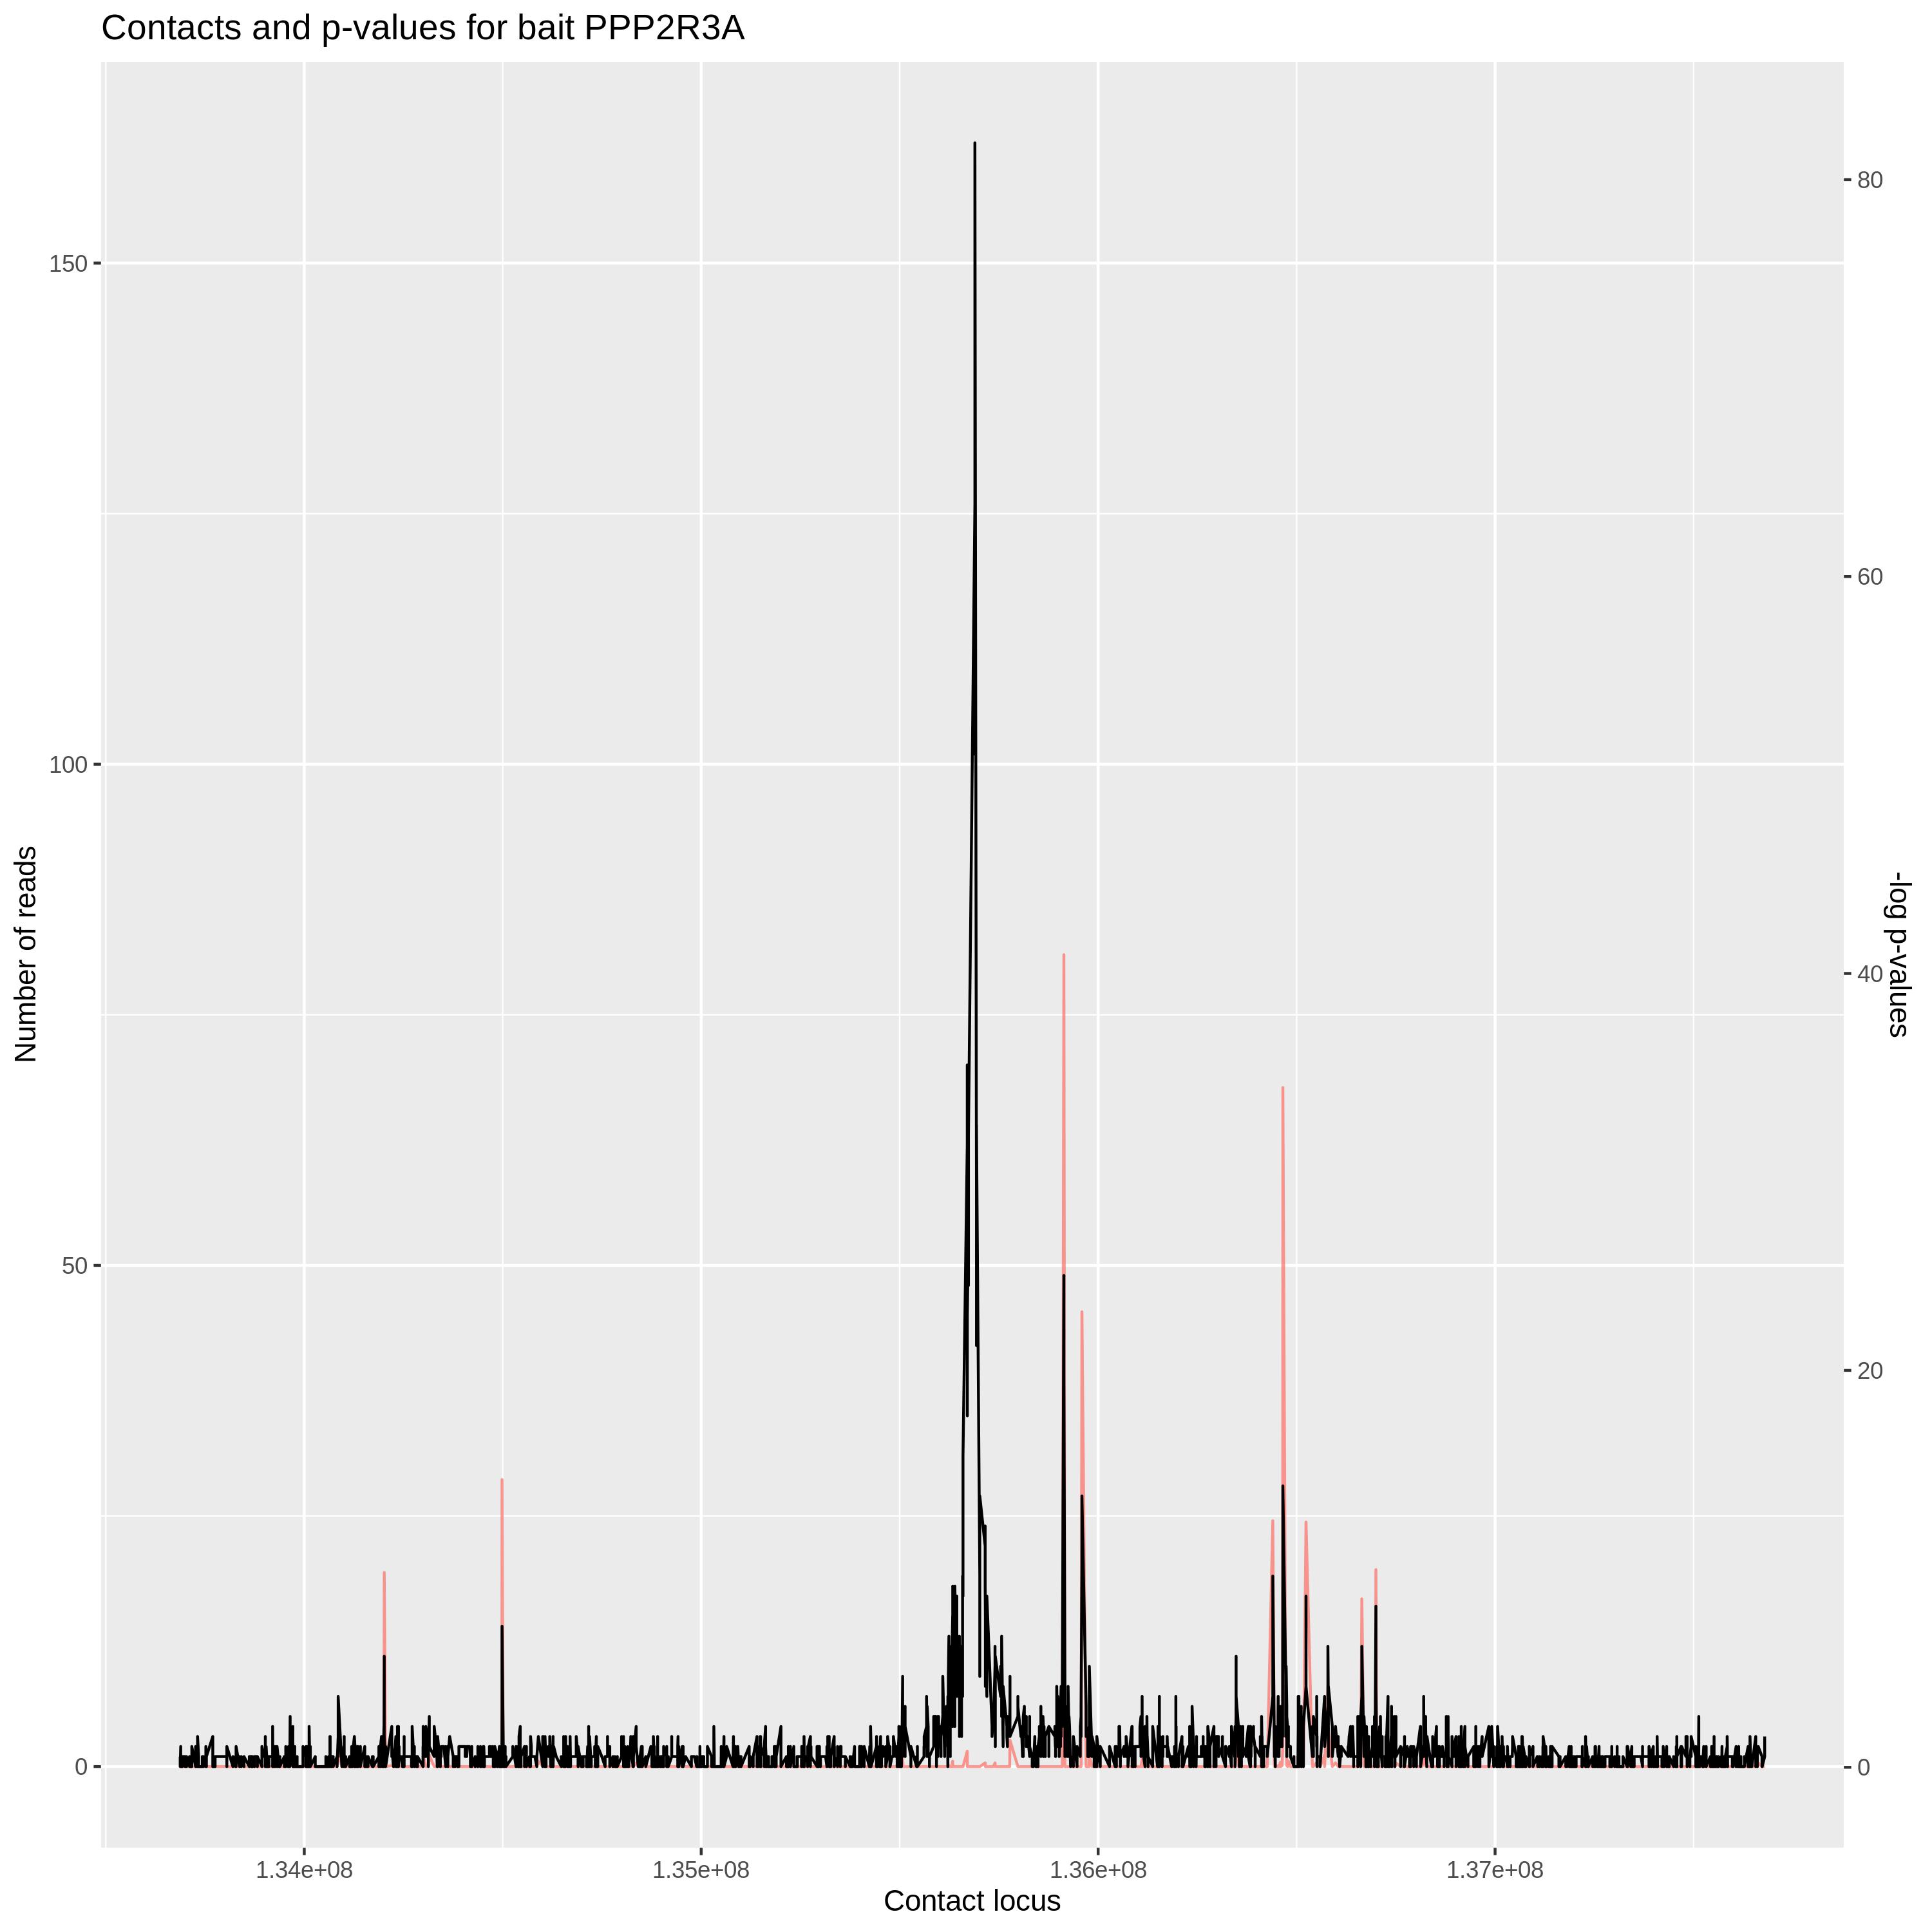 Contacts and p-values for bait PPP2R3A
150
100
50
0
Number of reads
80
60
40
20
0
-log p-values
1.34e+08
1.35e+08
1.36e+08
1.37e+08
Contact locus